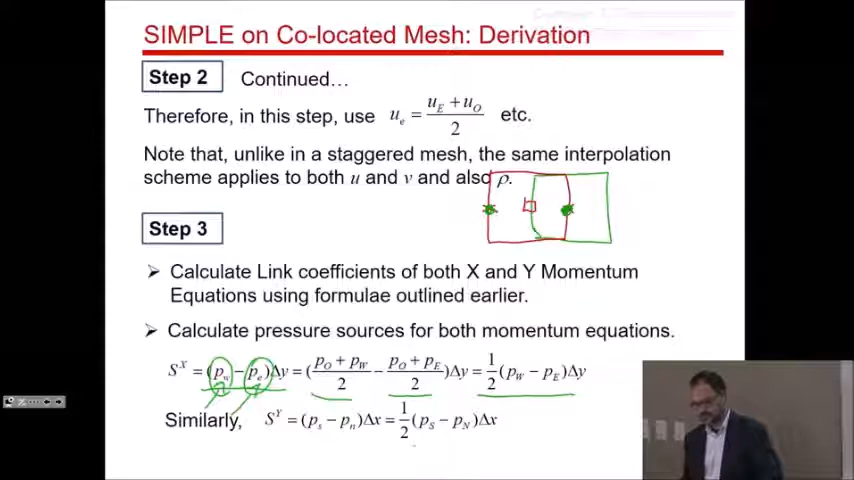 SIMPLE on Co-located Mesh: Derivation
Step 2 Continued…
Therefore, in this step, use u_e = (u_E + u_O)/2 etc.
Note that, unlike in a staggered mesh, the same interpolation
scheme applies to both u and v and also ρ.
Step 3
➢ Calculate Link coefficients of both X and Y Momentum
Equations using formulae outlined earlier.
➢ Calculate pressure sources for both momentum equations.
S^X = (p_w − p_e)Δy = ((p_O + p_W)/2 − (p_O + p_E)/2)Δy = 1/2 (p_W − p_E)Δy
Similarly, S^Y = (p_s − p_n)Δx = 1/2 (p_S − p_N)Δx